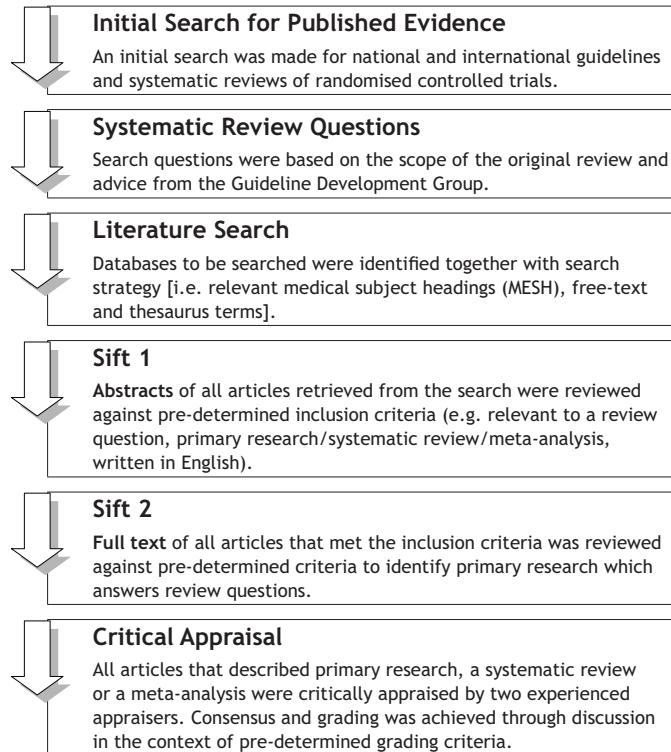 Initial Search for Published Evidence
An initial search was made for national and international guidelines
and systematic reviews of randomised controlled trials.
Systematic Review Questions
Search questions were based on the scope of the original review and
advice from the Guideline Development Group.
Literature Search
Databases to be searched were identified together with search
strategy [i.e. relevant medical subject headings (MESH), free-text
and thesaurus terms].
Sift 1
Abstracts of all articles retrieved from the search were reviewed
against pre-determined inclusion criteria (e.g. relevant to a review
question, primary research/systematic review/meta-analysis,
written in English).
Sift 2
Full text of all articles that met the inclusion criteria was reviewed
against pre-determined criteria to identify primary research which
answers review questions.
Critical Appraisal
All articles that described primary research, a systematic review
or a meta-analysis were critically appraised by two experienced
appraisers. Consensus and grading was achieved through discussion
in the context of pre-determined grading criteria.